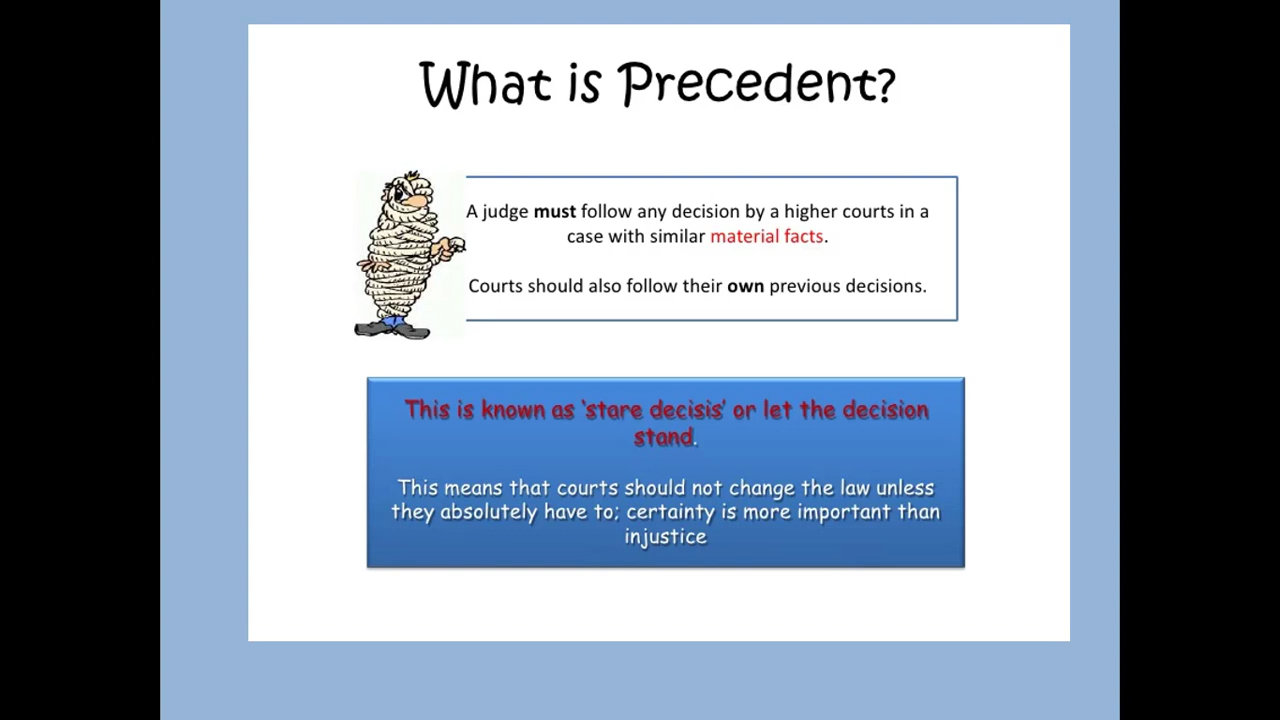 What is Precedent?
A judge must follow any decision by a higher courts in a
case with similar material facts.
Courts should also follow their own previous decisions.
This is known as ‘stare decisis’ or let the decision
stand.
This means that courts should not change the law unless
they absolutely have to; certainty is more important than
injustice